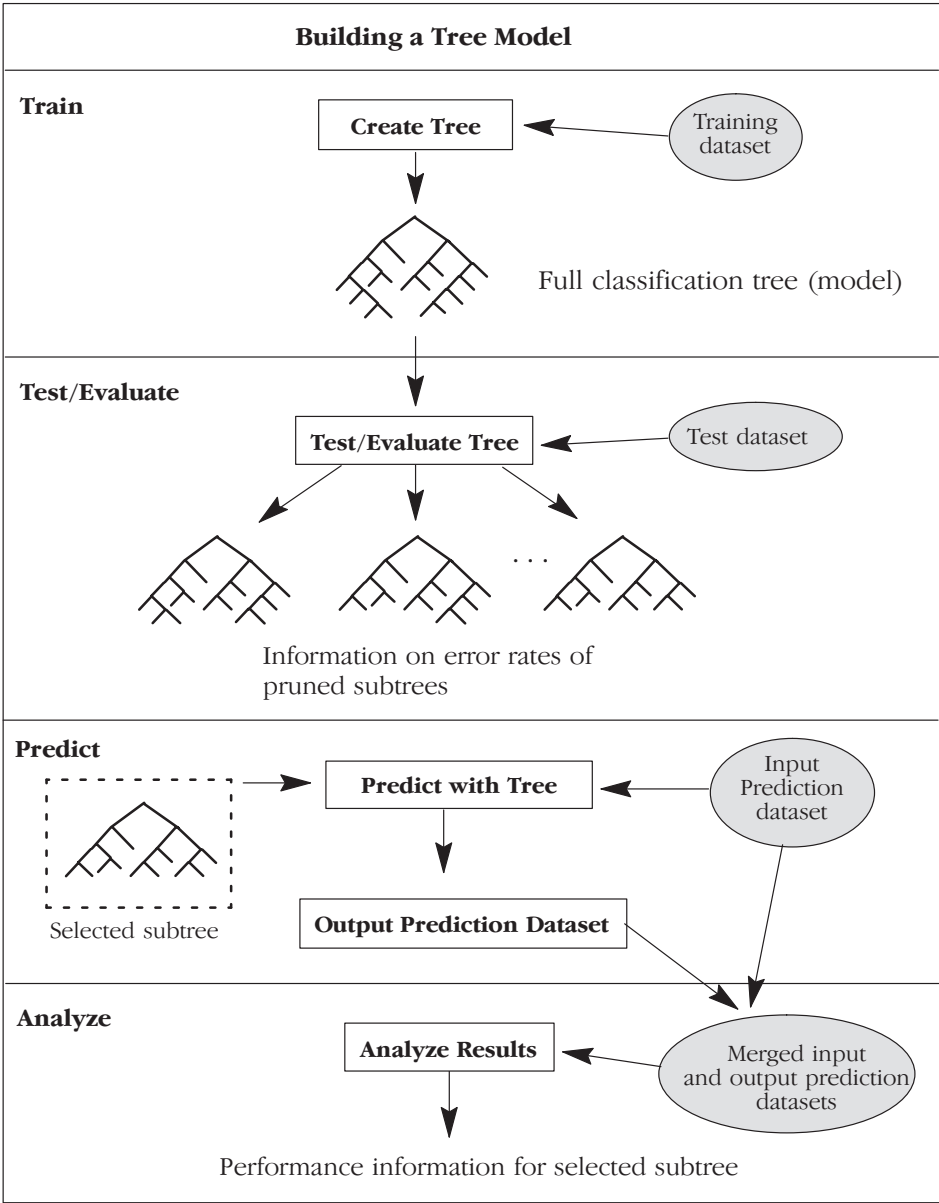 Building a Tree Model
Train
Create Tree
Training
dataset
Full classification tree (model)
Test/Evaluate
Test/Evaluate Tree
Test dataset
. . .
Information on error rates of
pruned subtrees
Predict
Predict with Tree
Input
Prediction
dataset
Selected subtree
Output Prediction Dataset
Analyze
Analyze Results
Merged input
and output prediction
datasets
Performance information for selected subtree